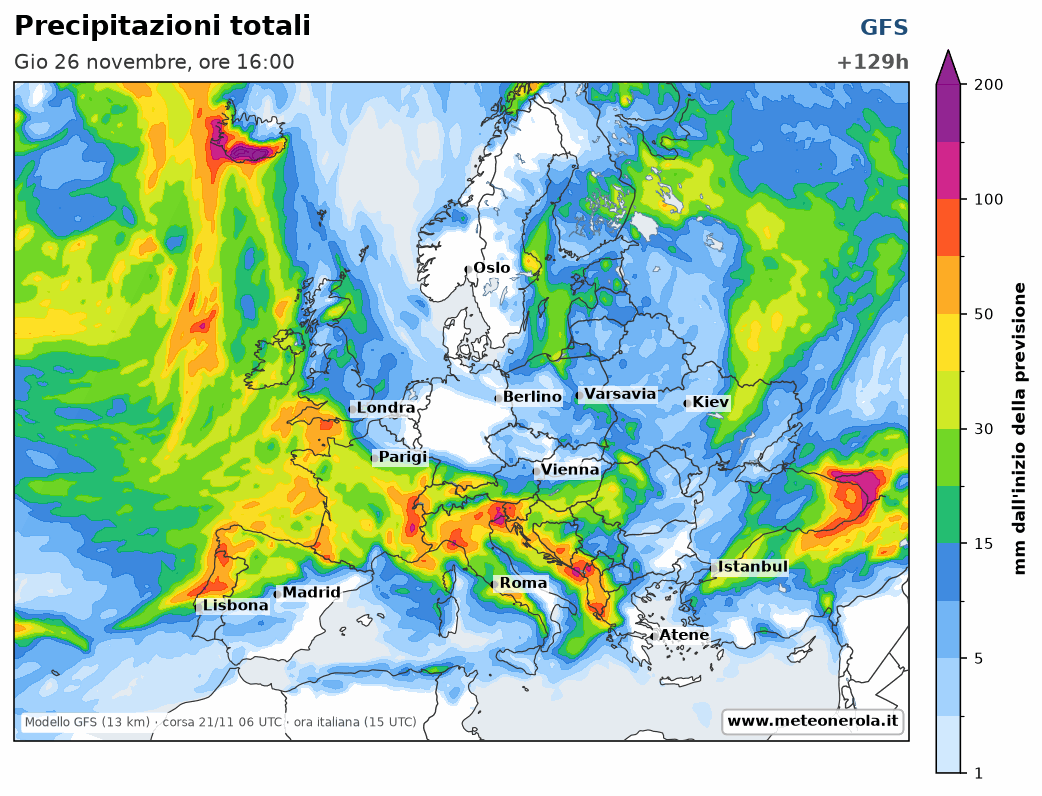 Precipitazioni totali
GFS
Gio 26 novembre, ore 16:00
+129h
200
100
50
30
15
5
1
mm dall'inizio della previsione
Oslo
Berlino
Varsavia
Kiev
Londra
Parigi
Vienna
Istanbul
Roma
Madrid
Lisbona
Atene
Modello GFS (13 km) · corsa 21/11 06 UTC · ora italiana (15 UTC)
www.meteonerola.it